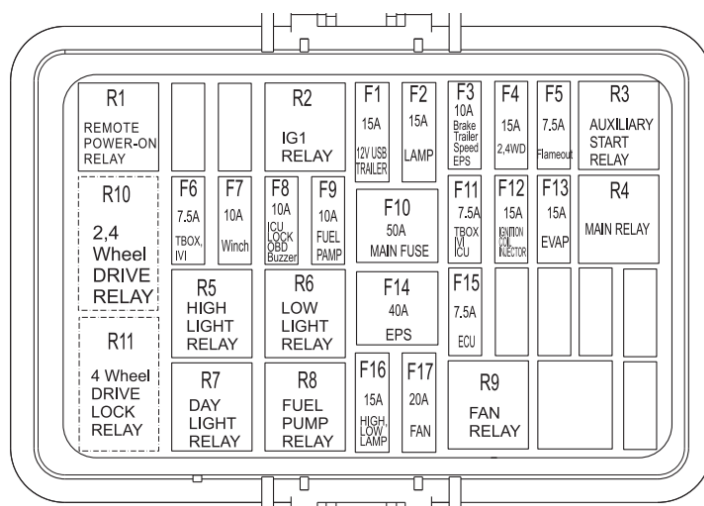 R1
REMOTE
POWER-ON
RELAY
R2
IG1
RELAY
F1
15A
12V USB
TRAILER
F2
15A
LAMP
F3
10A
Brake
Trailer
Speed
EPS
F4
15A
2,4WD
F5
7.5A
Flameout
R3
AUXILIARY
START
RELAY
R10
2,4
Wheel
DRIVE
RELAY
F6
7.5A
TBOX,
IVI
F7
10A
Winch
F8
10A
ICU
LOCK
OBD
Buzzer
F9
10A
FUEL
PAMP
F10
50A
MAIN FUSE
F11
7.5A
TBOX
IVI
ICU
F12
15A
IGNITION
COIL
INJECTOR
F13
15A
EVAP
R4
MAIN RELAY
R5
HIGH
LIGHT
RELAY
R6
LOW
LIGHT
RELAY
F14
40A
EPS
F15
7.5A
ECU
R11
4 Wheel
DRIVE
LOCK
RELAY
R7
DAY
LIGHT
RELAY
R8
FUEL
PUMP
RELAY
F16
15A
HIGH,
LOW
LAMP
F17
20A
FAN
R9
FAN
RELAY